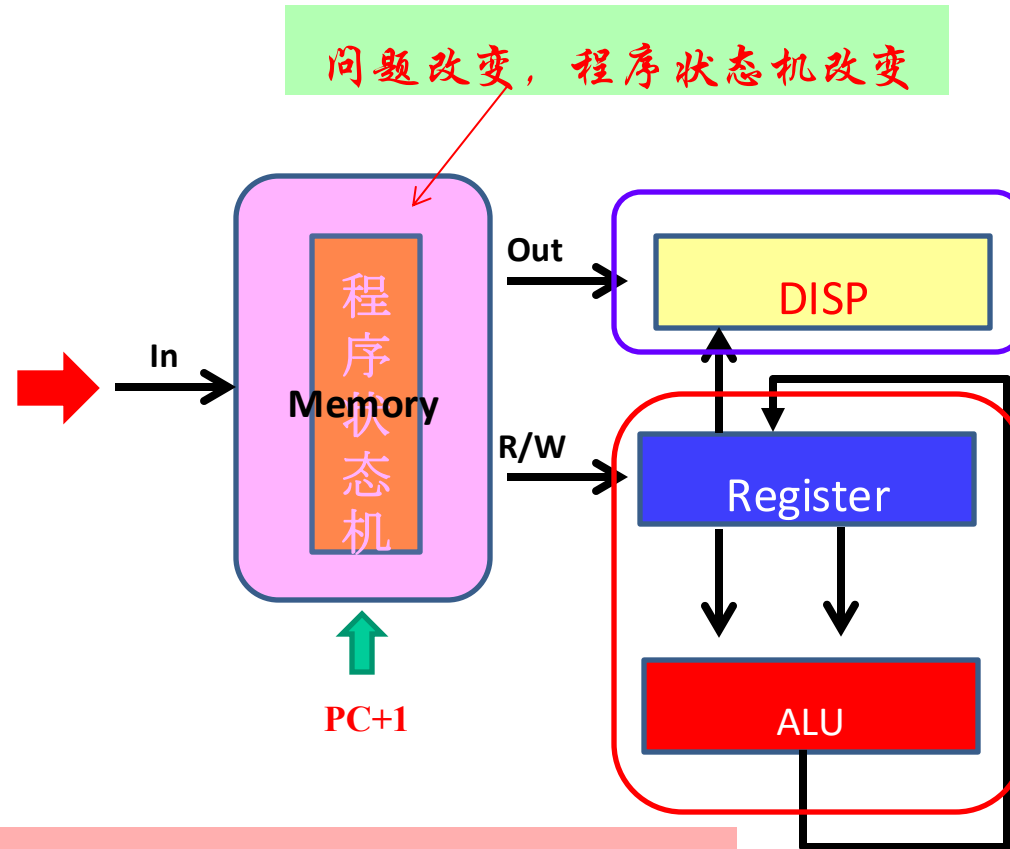 问题改变，程序状态机改变
In
程序状态机
Memory
Out
R/W
DISP
Register
ALU
PC+1